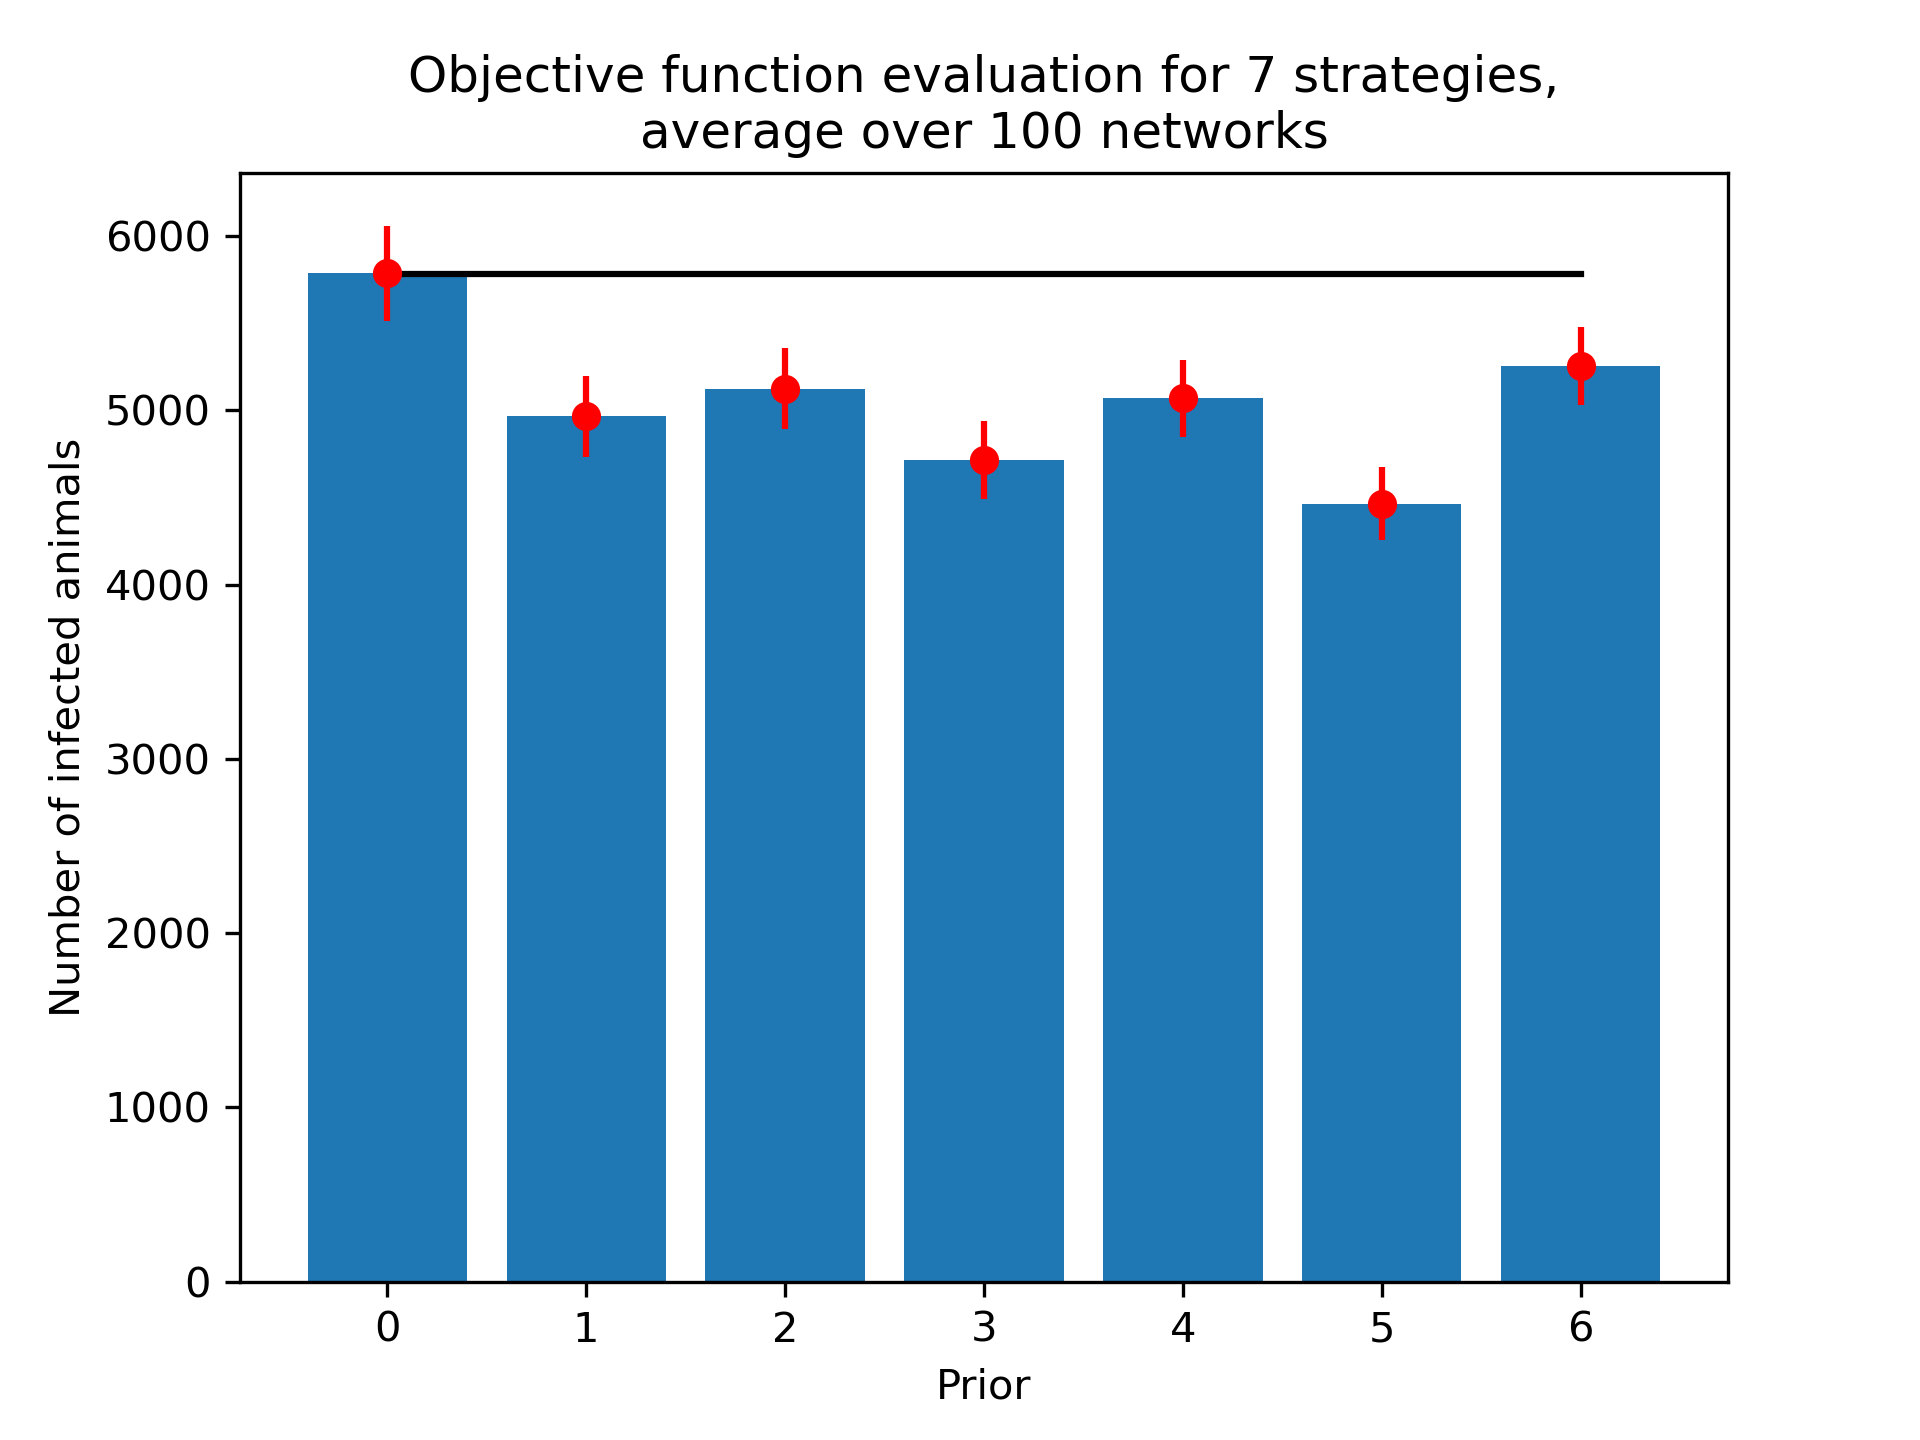 Objective function evaluation for 7 strategies,
average over 100 networks
Number of infected animals
6000
5000
4000
3000
2000
1000
0
0 1 2 3 4 5 6
Prior